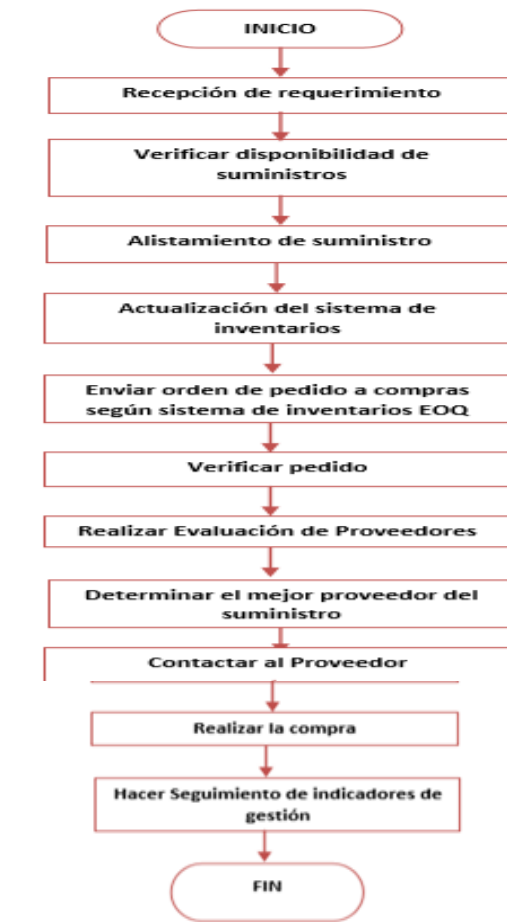 INICIO
Recepción de requerimiento
Verificar disponibilidad de
suministros
Alistamiento de suministro
Actualización del sistema de
inventarios
Enviar orden de pedido a compras
según sistema de inventarios EOQ
Verificar pedido
Realizar Evaluación de Proveedores
Determinar el mejor proveedor del
suministro
Contactar al Proveedor
Realizar la compra
Hacer Seguimiento de indicadores de
gestión
FIN